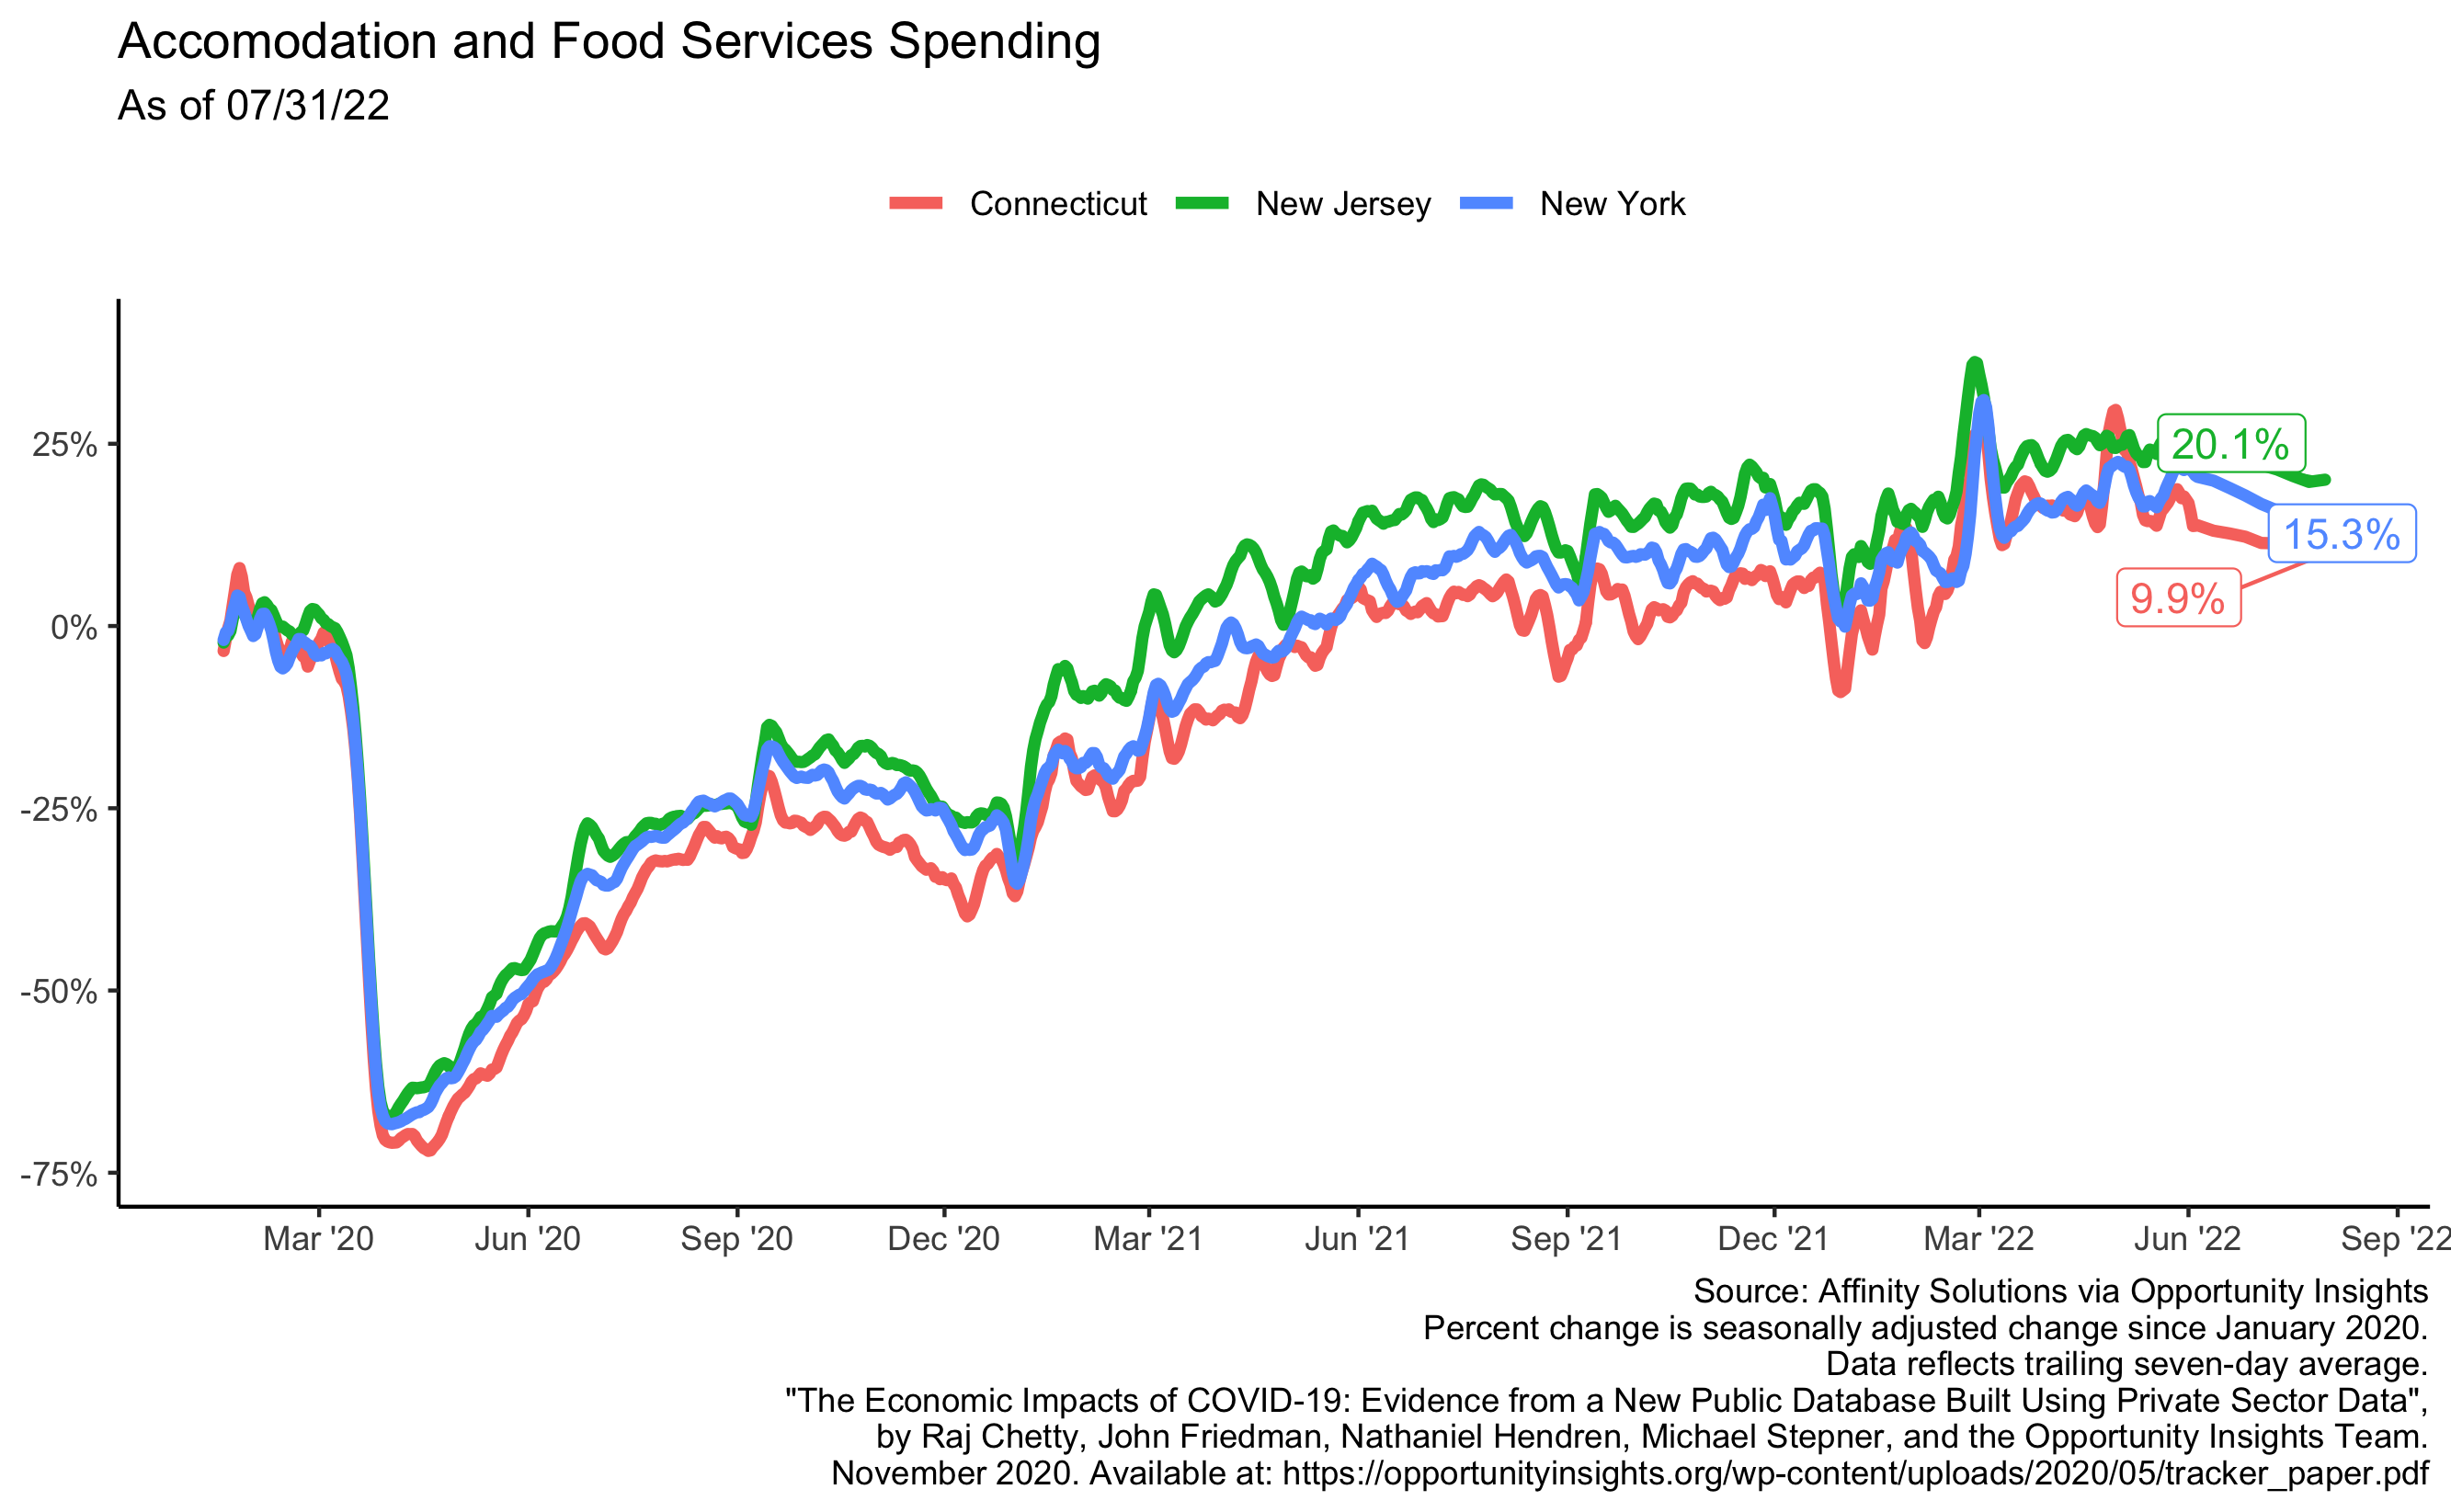 Accomodation and Food Services Spending
As of 07/31/22
Connecticut New Jersey New York
25%
0%
-25%
-50%
-75%
20.1%
15.3%
9.9%
Mar '20 Jun '20 Sep '20 Dec '20 Mar '21 Jun '21 Sep '21 Dec '21 Mar '22 Jun '22 Sep '22
Source: Affinity Solutions via Opportunity Insights
Percent change is seasonally adjusted change since January 2020.
Data reflects trailing seven-day average.
"The Economic Impacts of COVID-19: Evidence from a New Public Database Built Using Private Sector Data",
by Raj Chetty, John Friedman, Nathaniel Hendren, Michael Stepner, and the Opportunity Insights Team.
November 2020. Available at: https://opportunityinsights.org/wp-content/uploads/2020/05/tracker_paper.pdf